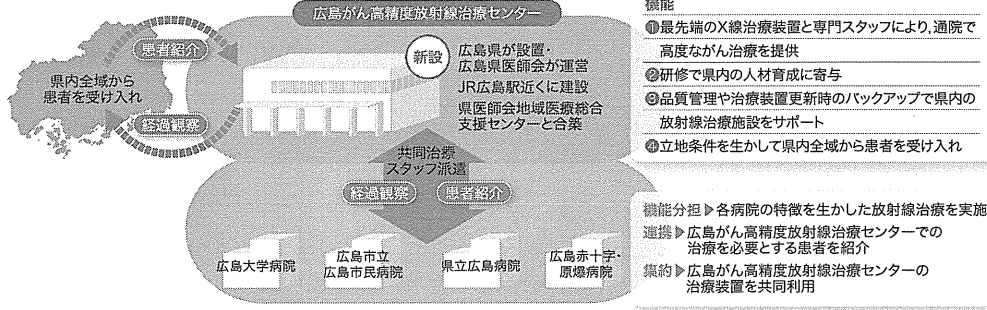 広島がん高精度放射線治療センター
患者紹介
県内全域から
患者を受け入れ
経過観察
新設
広島県が設置・
広島県医師会が運営
JR広島駅近くに建設
県医師会地域医療総合
支援センターと合築
共同治療
スタッフ派遣
経過観察
患者紹介
広島大学病院
広島市立
広島市民病院
県立広島病院
広島赤十字・
原爆病院
機能
❶最先端のX線治療装置と専門スタッフにより,通院で
高度ながん治療を提供
❷研修で県内の人材育成に寄与
❸品質管理や治療装置更新時のバックアップで県内の
放射線治療施設をサポート
❹立地条件を生かして県内全域から患者を受け入れ
機能分担▶各病院の特徴を生かした放射線治療を実施
連携▶広島がん高精度放射線治療センターでの
治療を必要とする患者を紹介
集約▶広島がん高精度放射線治療センターの
治療装置を共同利用